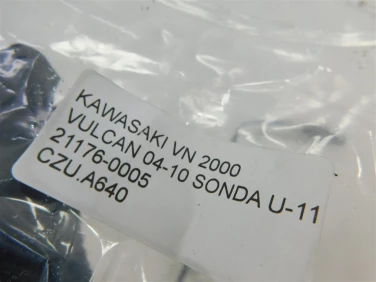 KAWASAKI VN 2000
VULCAN 04-10 SONDA U-11
21176-0005
CZU.A640